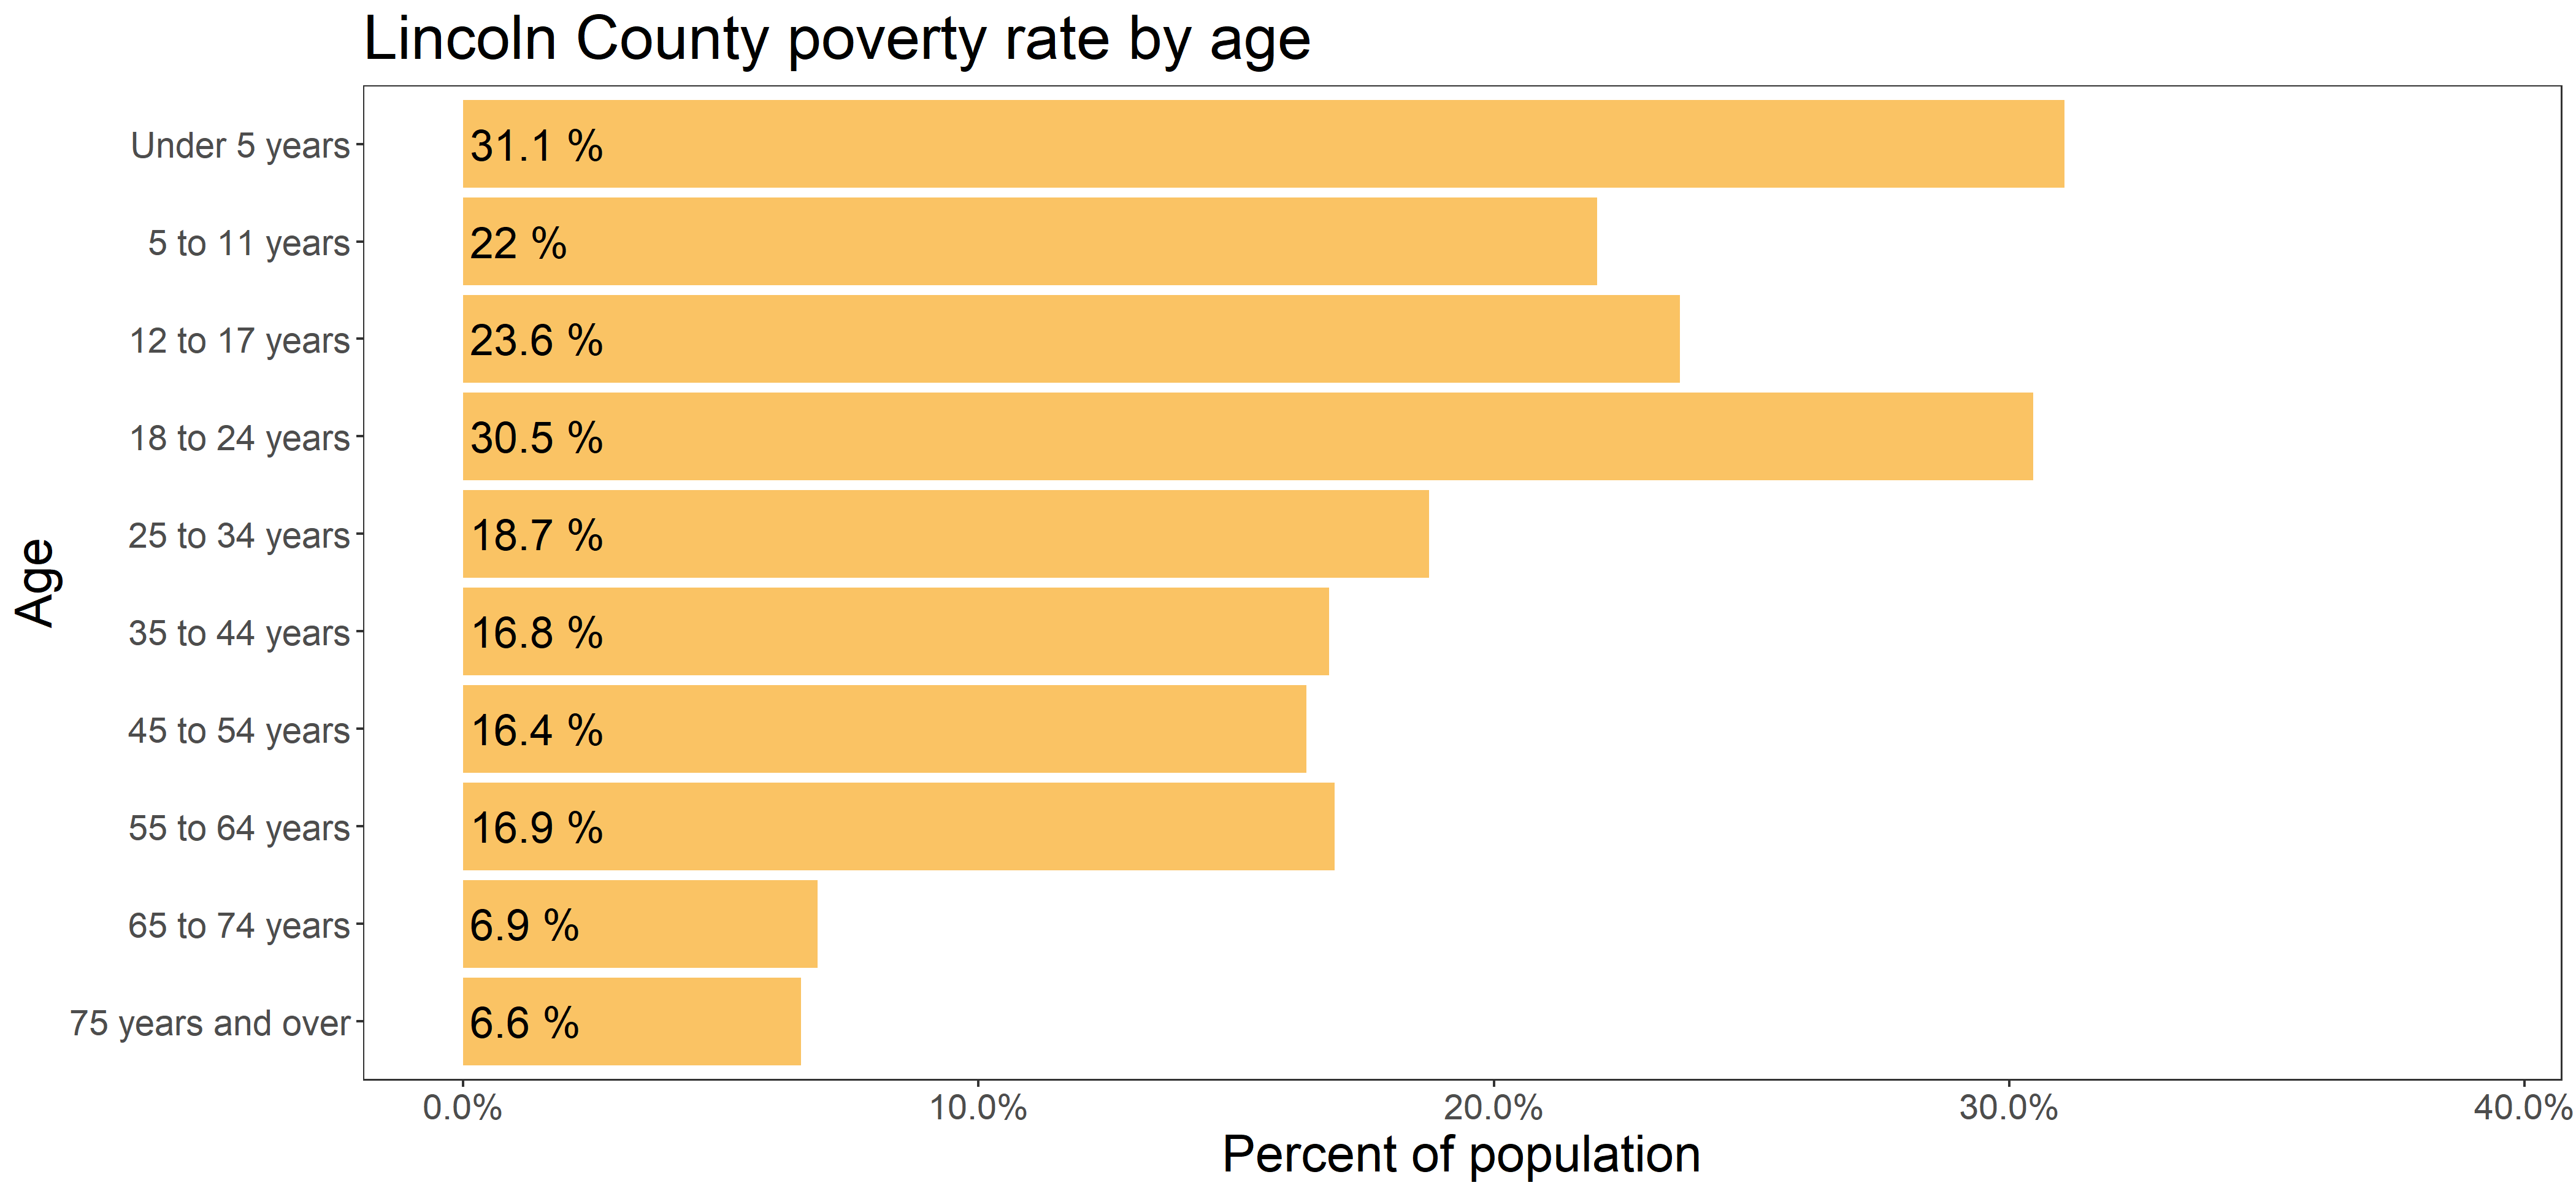 Lincoln County poverty rate by age
Under 5 years 31.1 %
5 to 11 years 22 %
12 to 17 years 23.6 %
18 to 24 years 30.5 %
25 to 34 years 18.7 %
35 to 44 years 16.8 %
45 to 54 years 16.4 %
55 to 64 years 16.9 %
65 to 74 years 6.9 %
75 years and over 6.6 %
Age
0.0% 10.0% 20.0% 30.0% 40.0%
Percent of population